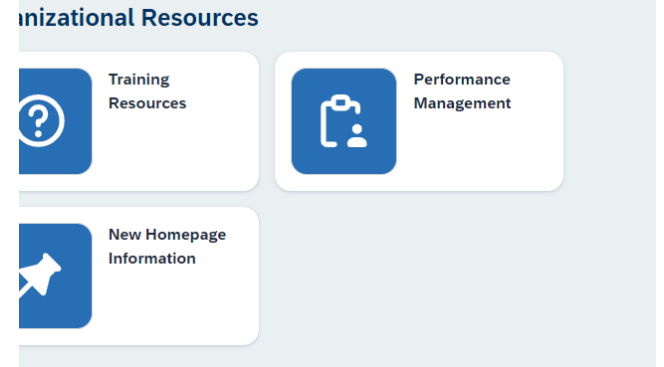 anizational Resources
Training
Resources
Performance
Management
New Homepage
Information